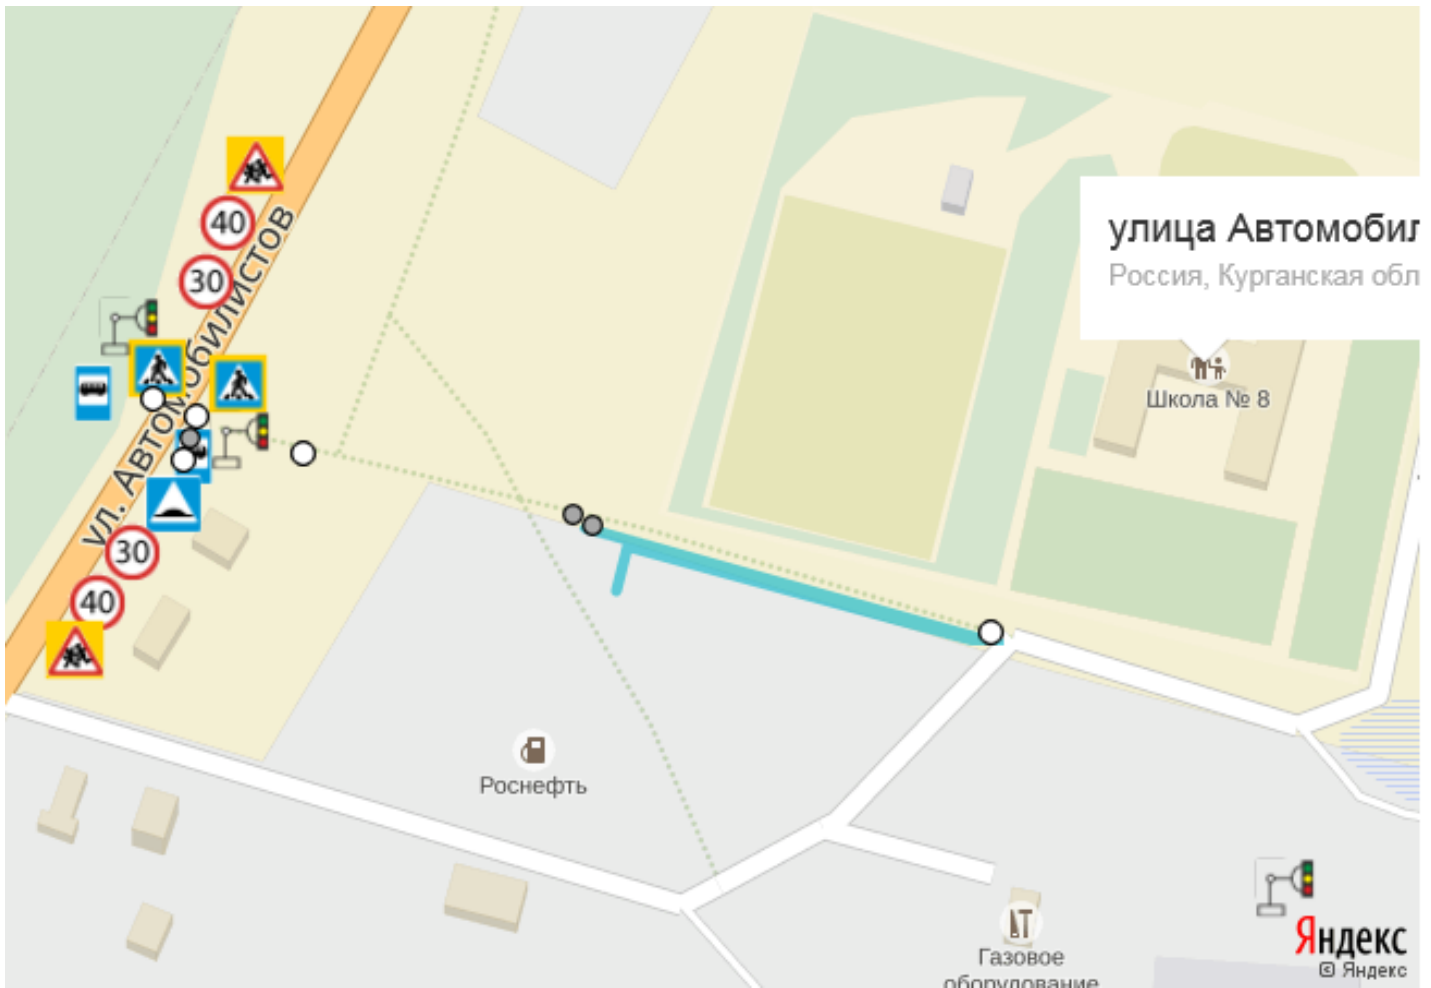 улица Автомобил
Россия, Курганская обл
40
30
ул. Автомобилистов
Школа № 8
30
40
Роснефть
Газовое
оборудование
Яндекс
© Яндекс